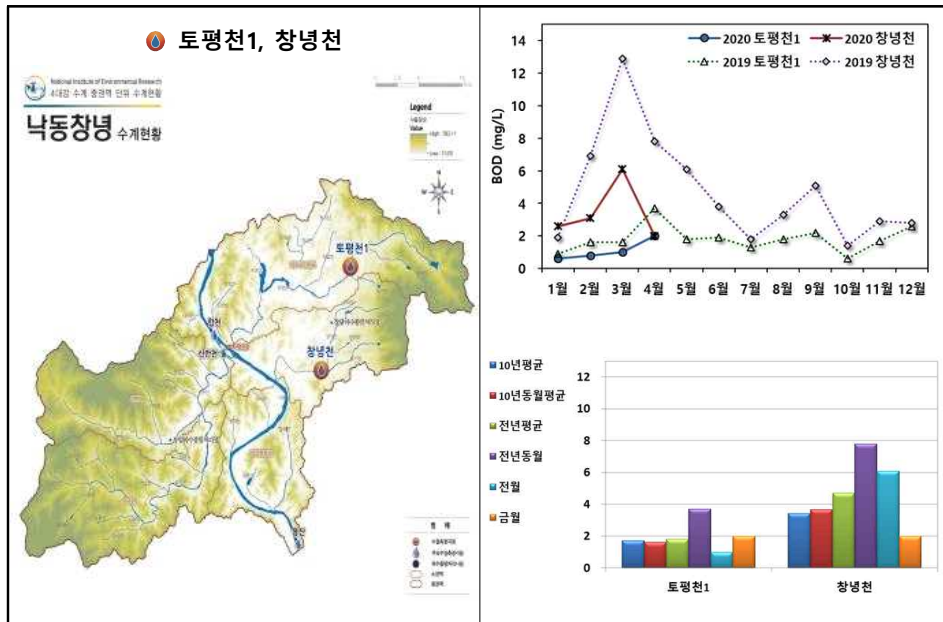 토평천1, 창녕천
National Institute of Environmental Research
4대강 수계 중권역 단위 수계현황
낙동창녕 수계현황
Legend
Value
N
W
E
S
토평천1
합천
신반천
창녕천
범 례
2020 토평천1
2020 창녕천
2019 토평천1
2019 창녕천
BOD (mg/L)
14
12
10
8
6
4
2
0
1월 2월 3월 4월 5월 6월 7월 8월 9월 10월 11월 12월
10년평균
10년동월평균
전년평균
전년동월
전월
금월
12
10
8
6
4
2
0
토평천1
창녕천